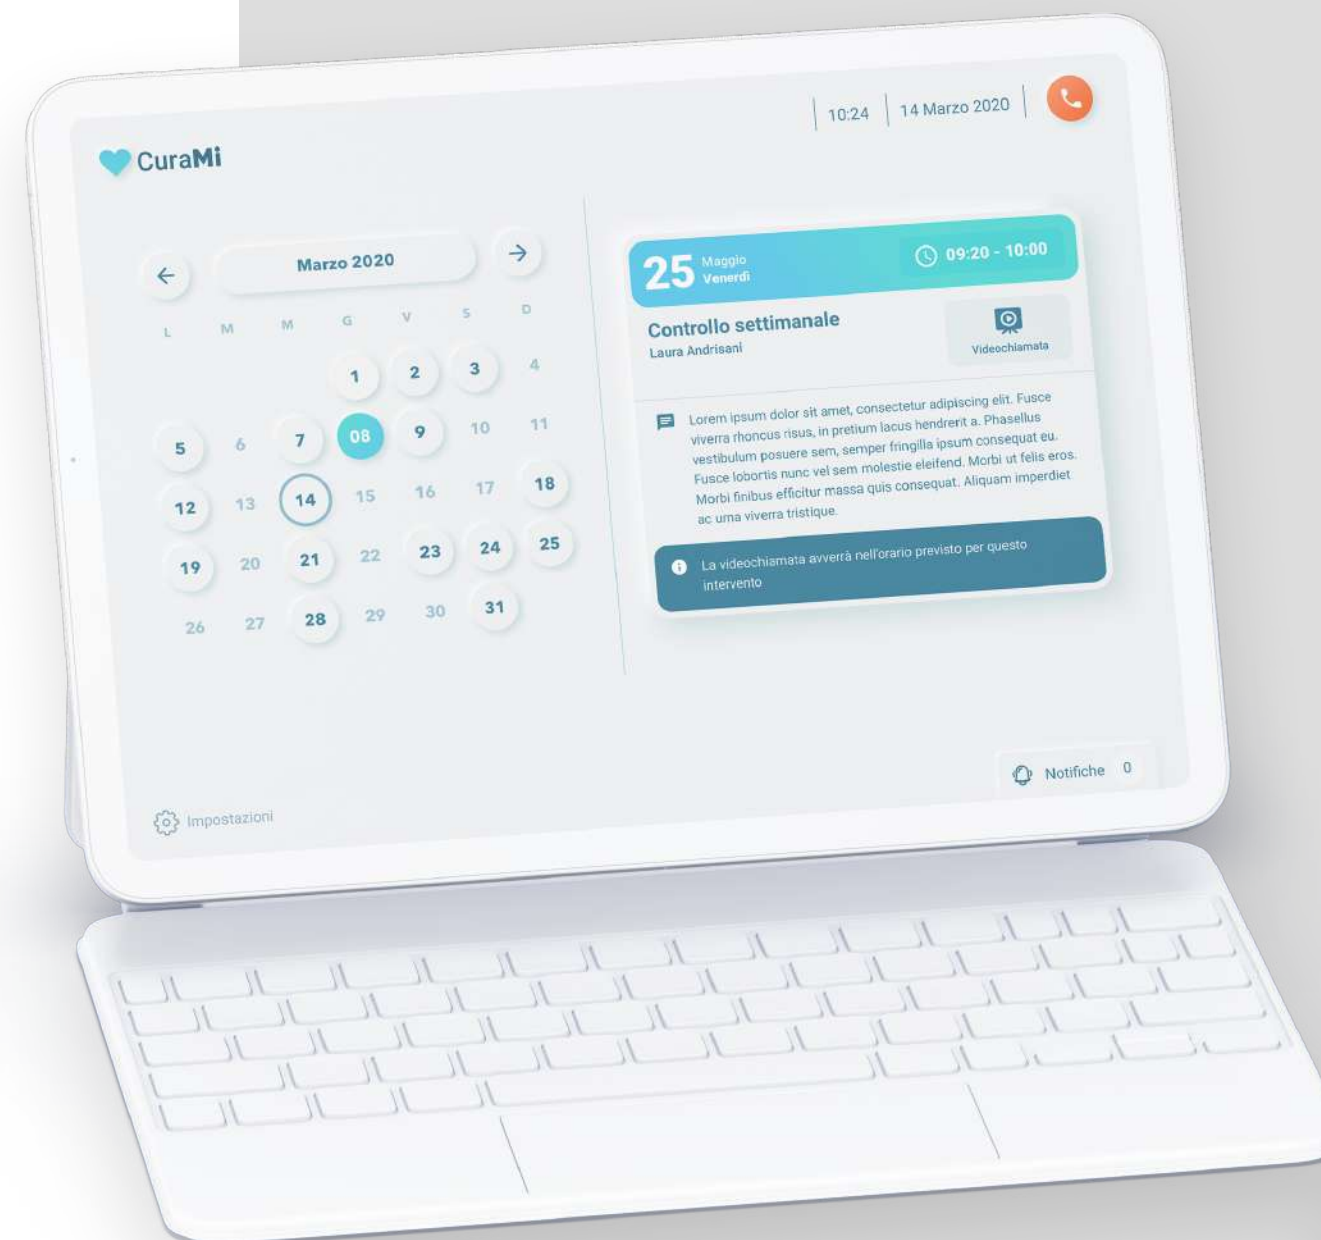 CuraMi
10:24
14 Marzo 2020
Marzo 2020
L M M G V S D
1 2 3 4
5 6 7 08 9 10 11
12 13 14 15 16 17 18
19 20 21 22 23 24 25
26 27 28 29 30 31
Impostazioni
25 Maggio
Venerdì
09:20 - 10:00
Controllo settimanale
Laura Andrisani
Videochiamata
Lorem ipsum dolor sit amet, consectetur adipiscing elit. Fusce
viverra rhoncus risus, in pretium lacus hendrerit a. Phasellus
vestibulum posuere sem, semper fringilla ipsum consequat eu.
Fusce lobortis nunc vel sem molestie eleifend. Morbi ut felis eros.
Morbi finibus efficitur massa quis consequat. Aliquam imperdiet
ac urna viverra tristique.
La videochiamata avverrà nell'orario previsto per questo
intervento
Notifiche 0